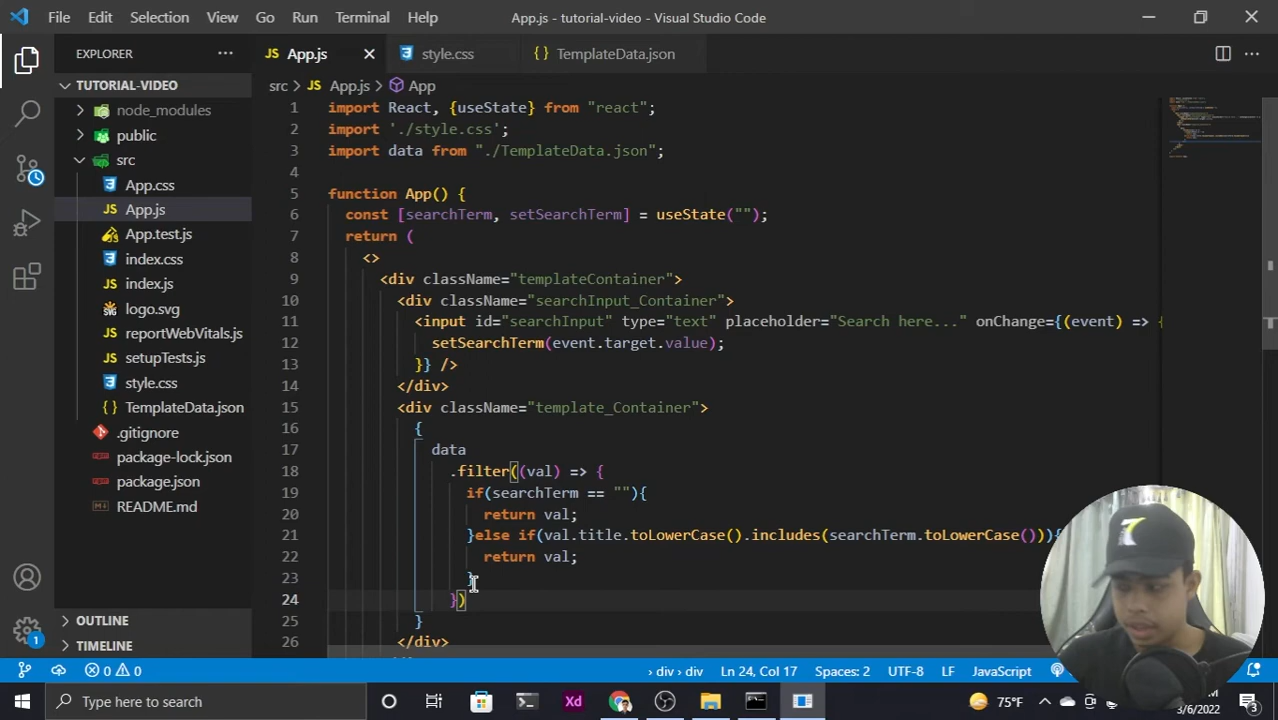 File Edit Selection View Go Run Terminal Help App.js - tutorial-video - Visual Studio Code
EXPLORER
TUTORIAL-VIDEO
node_modules
public
src
App.css
App.js
App.test.js
index.css
index.js
logo.svg
reportWebVitals.js
setupTests.js
style.css
TemplateData.json
.gitignore
package-lock.json
package.json
README.md
OUTLINE
TIMELINE
App.js style.css TemplateData.json
src > JS App.js > App
1 import React, {useState} from "react";
2 import './style.css';
3 import data from "./TemplateData.json";
4
5 function App() {
6 const [searchTerm, setSearchTerm] = useState("");
7 return (
8 <>
9 <div className="templateContainer">
10 <div className="searchInput_Container">
11 <input id="searchInput" type="text" placeholder="Search here..." onChange={(event) => {
12 setSearchTerm(event.target.value);
13 }} />
14 </div>
15 <div className="template_Container">
16 {
17 data
18 .filter((val) => {
19 if(searchTerm == ""){
20 return val;
21 }else if(val.title.toLowerCase().includes(searchTerm.toLowerCase())){
22 return val;
23 }
24 })
25 }
26 </div>
0 0 › div › div Ln 24, Col 17 Spaces: 2 UTF-8 LF JavaScript
Type here to search Xd 75°F 3/6/2022 3